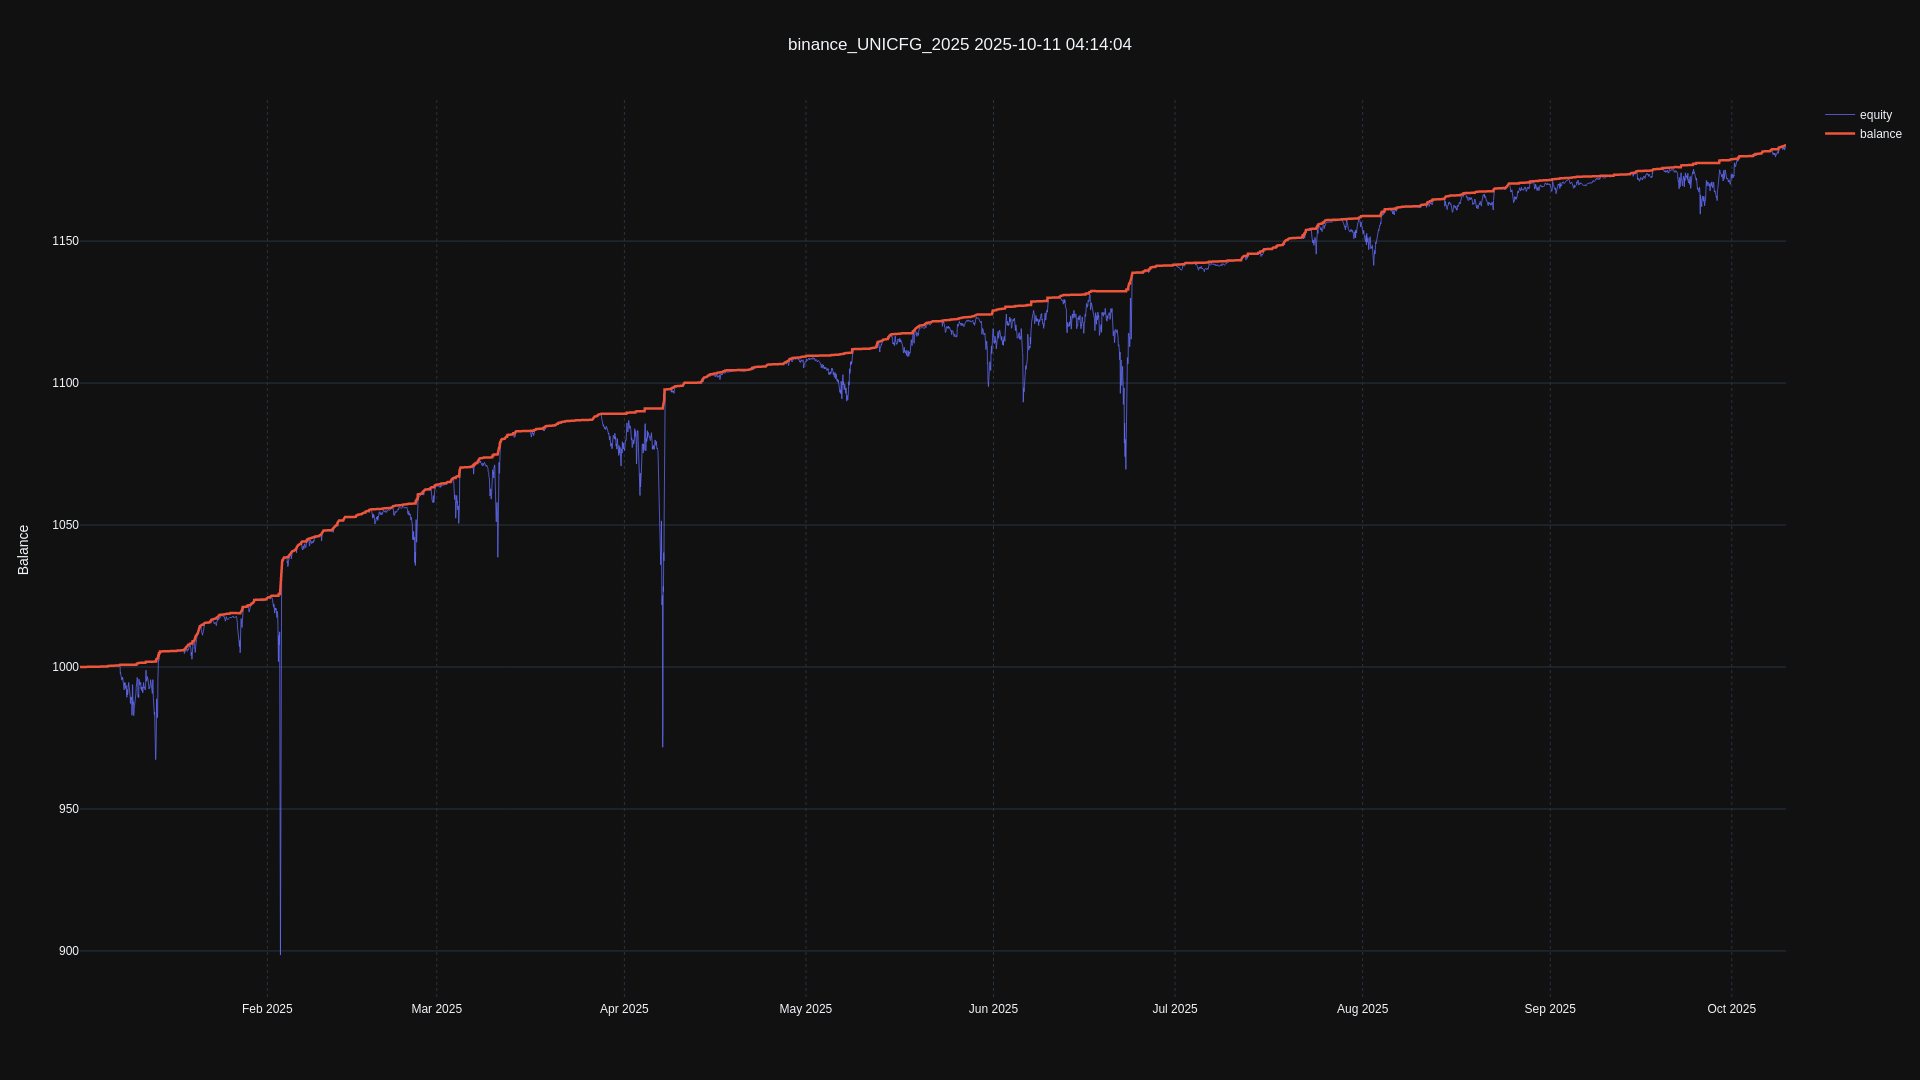 binance_UNICFG_2025 2025-10-11 04:14:04
equity
balance
1150
1100
1050
1000
950
900
Balance
Feb 2025
Mar 2025
Apr 2025
May 2025
Jun 2025
Jul 2025
Aug 2025
Sep 2025
Oct 2025